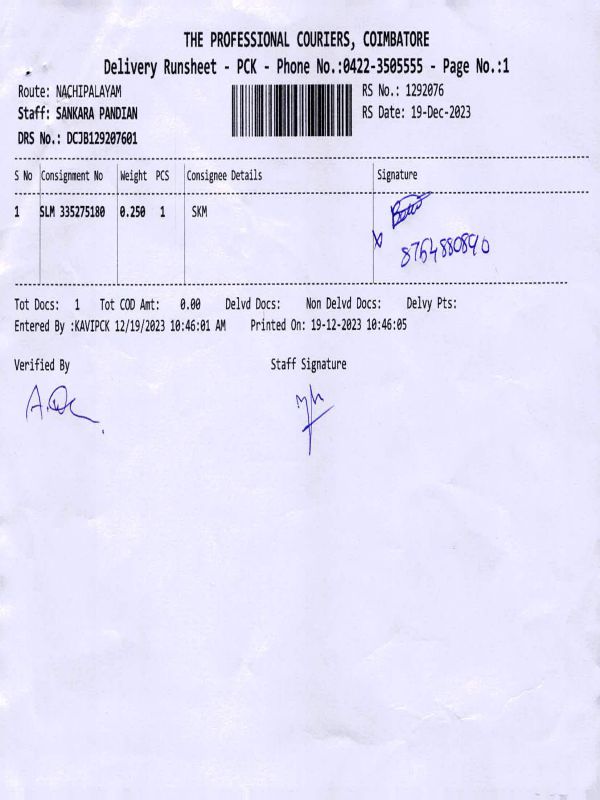 THE PROFESSIONAL COURIERS, COIMBATORE
Delivery Runsheet - PCK - Phone No.:0422-3505555 - Page No.:1
Route: NACHIPALAYAM RS No.: 1292076
Staff: SANKARA PANDIAN RS Date: 19-Dec-2023
DRS No.: DCJB129207601
S No Consignment No Weight PCS Consignee Details Signature
1 SLM 335275180 0.250 1 SKM
8754880890
Tot Docs: 1 Tot COD Amt: 0.00 Delvd Docs: Non Delvd Docs: Delvy Pts:
Entered By :KAVIPCK 12/19/2023 10:46:01 AM Printed On: 19-12-2023 10:46:05
Verified By Staff Signature